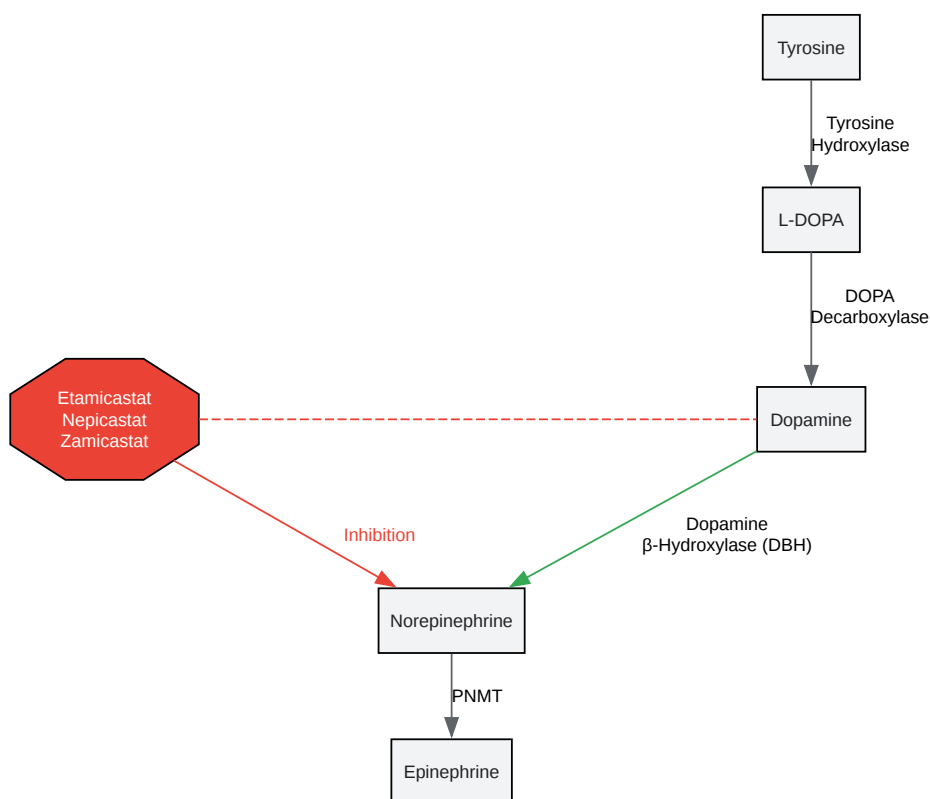 Tyrosine
Tyrosine
Hydroxylase
L-DOPA
DOPA
Decarboxylase
Etamicastat
Nepicastat
Zamicastat
Dopamine
Inhibition
Dopamine
β-Hydroxylase (DBH)
Norepinephrine
PNMT
Epinephrine